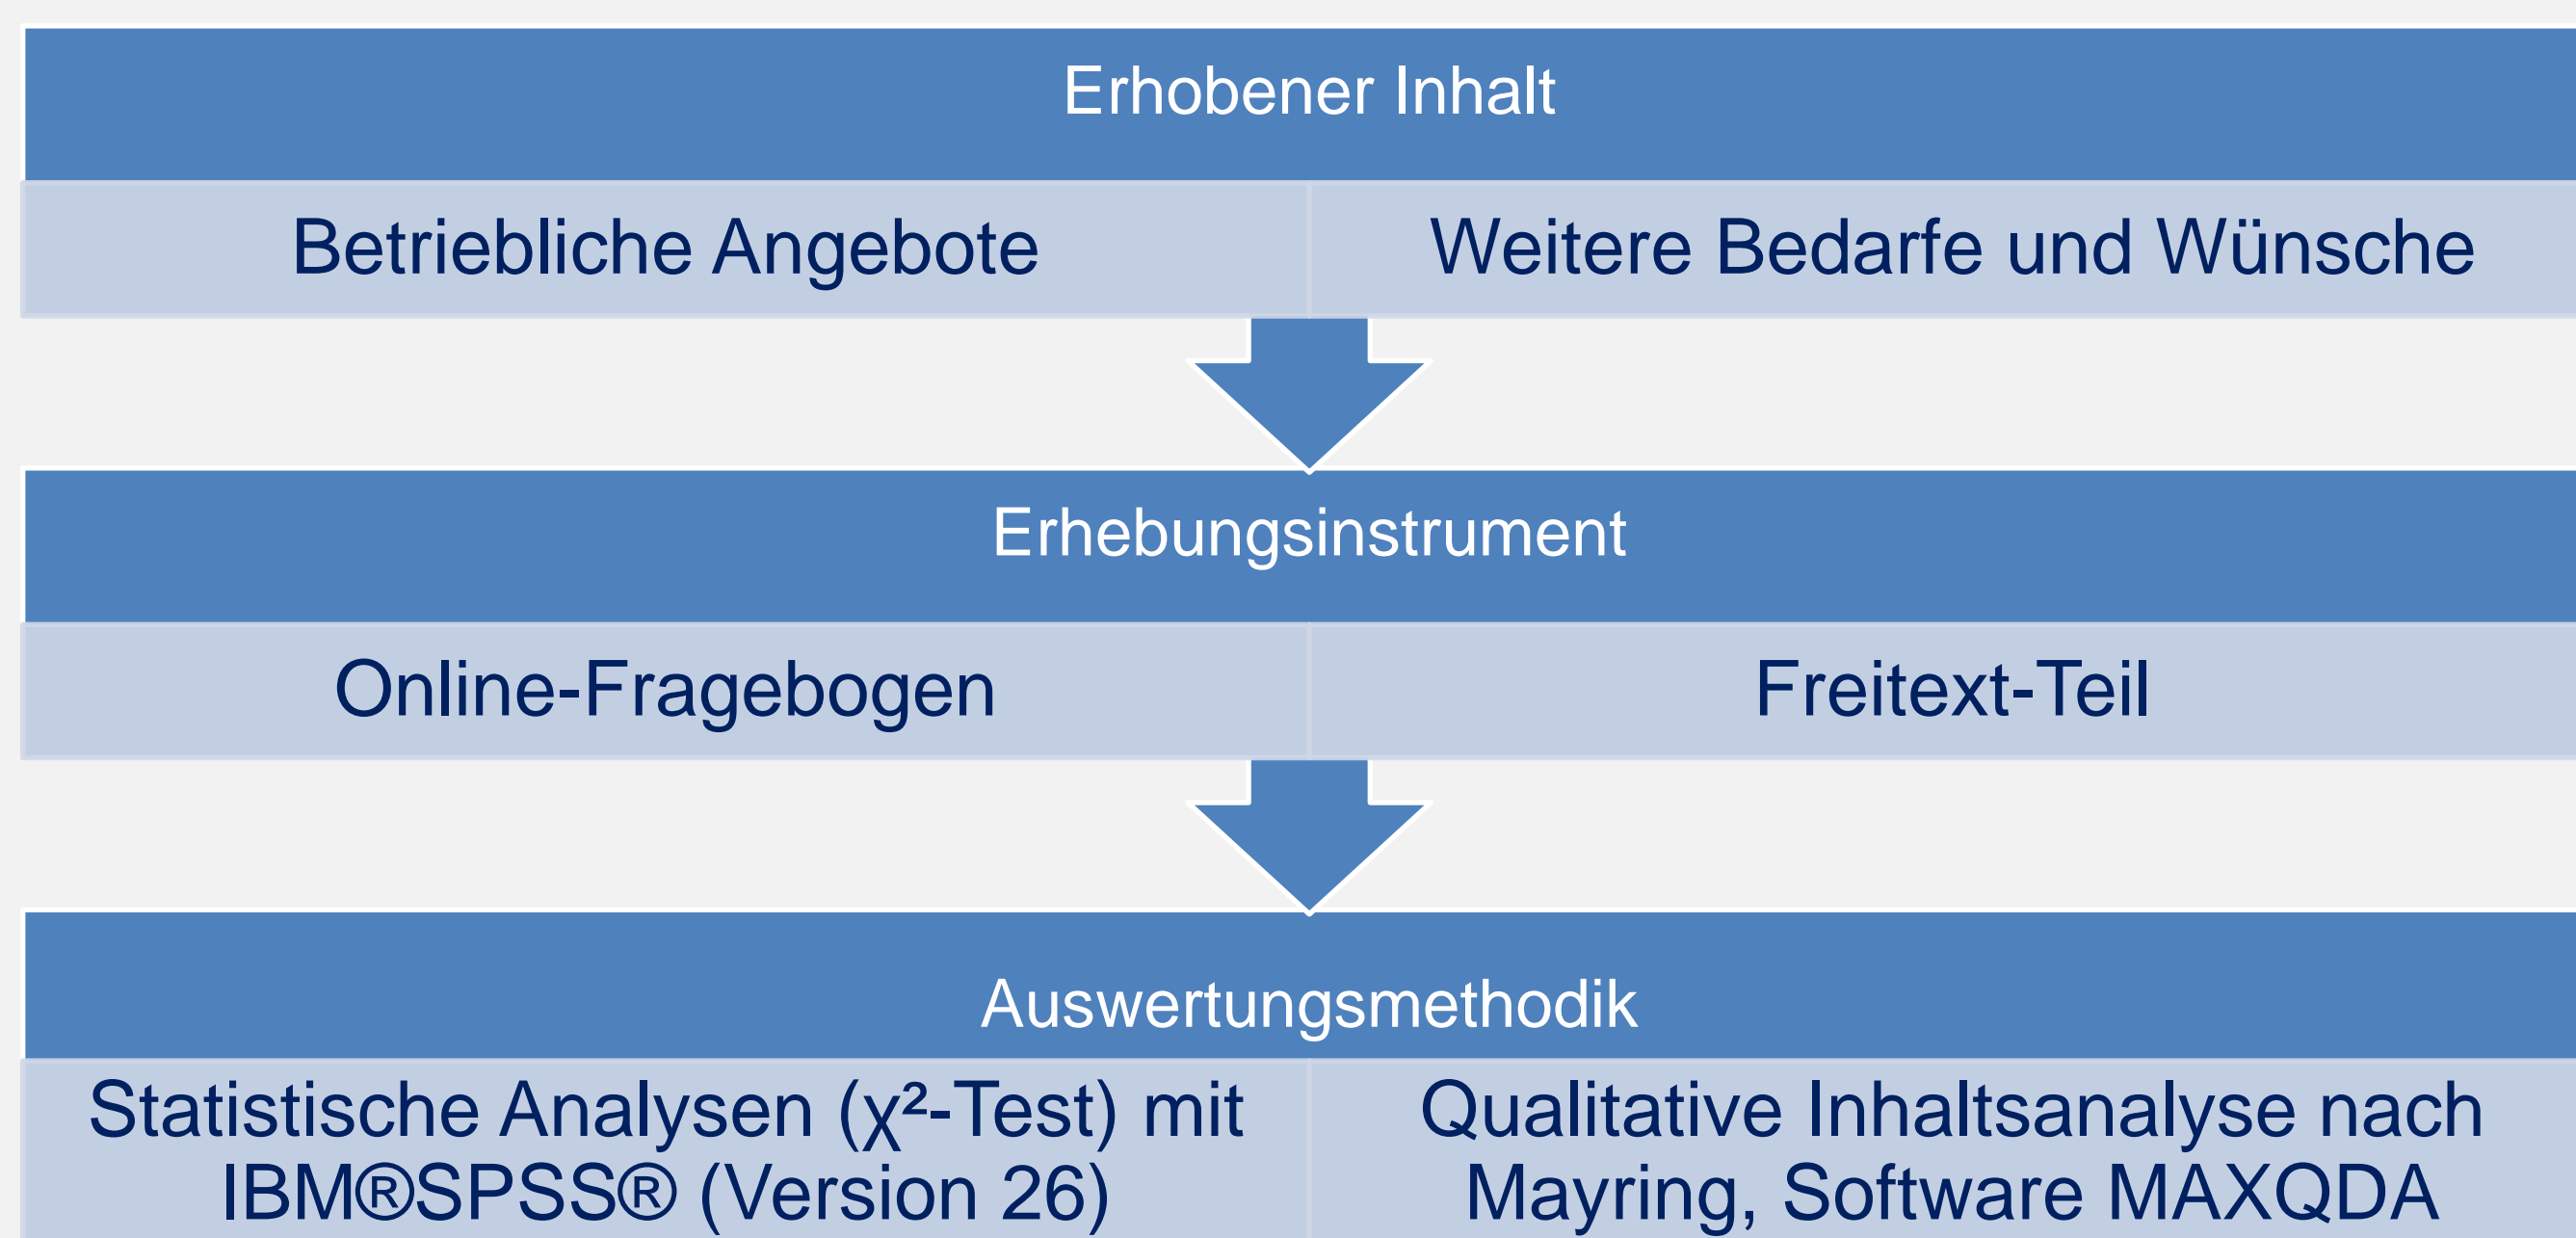 Erhobener Inhalt
Betriebliche Angebote
Weitere Bedarfe und Wünsche
Erhebungsinstrument
Online-Fragebogen
Freitext-Teil
Auswertungsmethodik
Statistische Analysen (χ²-Test) mit
IBM®SPSS® (Version 26)
Qualitative Inhaltsanalyse nach
Mayring, Software MAXQDA